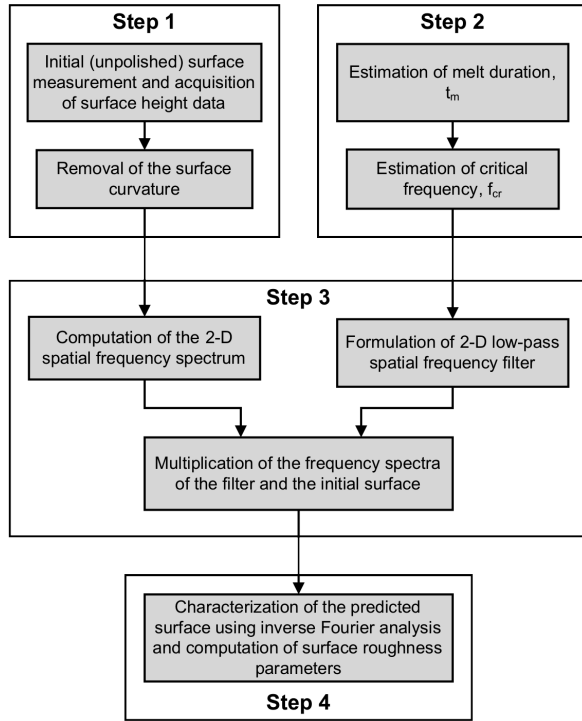 Step 1
Initial (unpolished) surface
measurement and acquisition
of surface height data
Removal of the surface
curvature
Step 2
Estimation of melt duration,
tm
Estimation of critical
frequency, fcr
Step 3
Computation of the 2-D
spatial frequency spectrum
Formulation of 2-D low-pass
spatial frequency filter
Multiplication of the frequency spectra
of the filter and the initial surface
Characterization of the predicted
surface using inverse Fourier analysis
and computation of surface roughness
parameters
Step 4